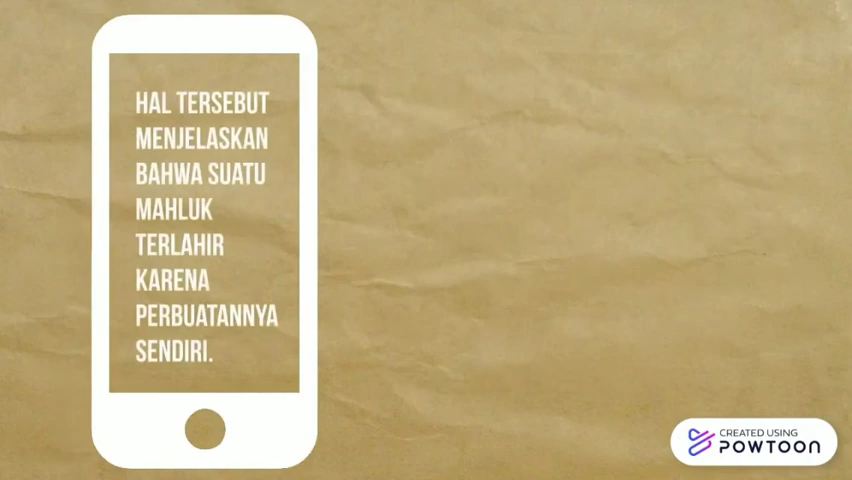 HAL TERSEBUT
MENJELASKAN
BAHWA SUATU
MAHLUK
TERLAHIR
KARENA
PERBUATANNYA
SENDIRI.
CREATED USING
POWTOON